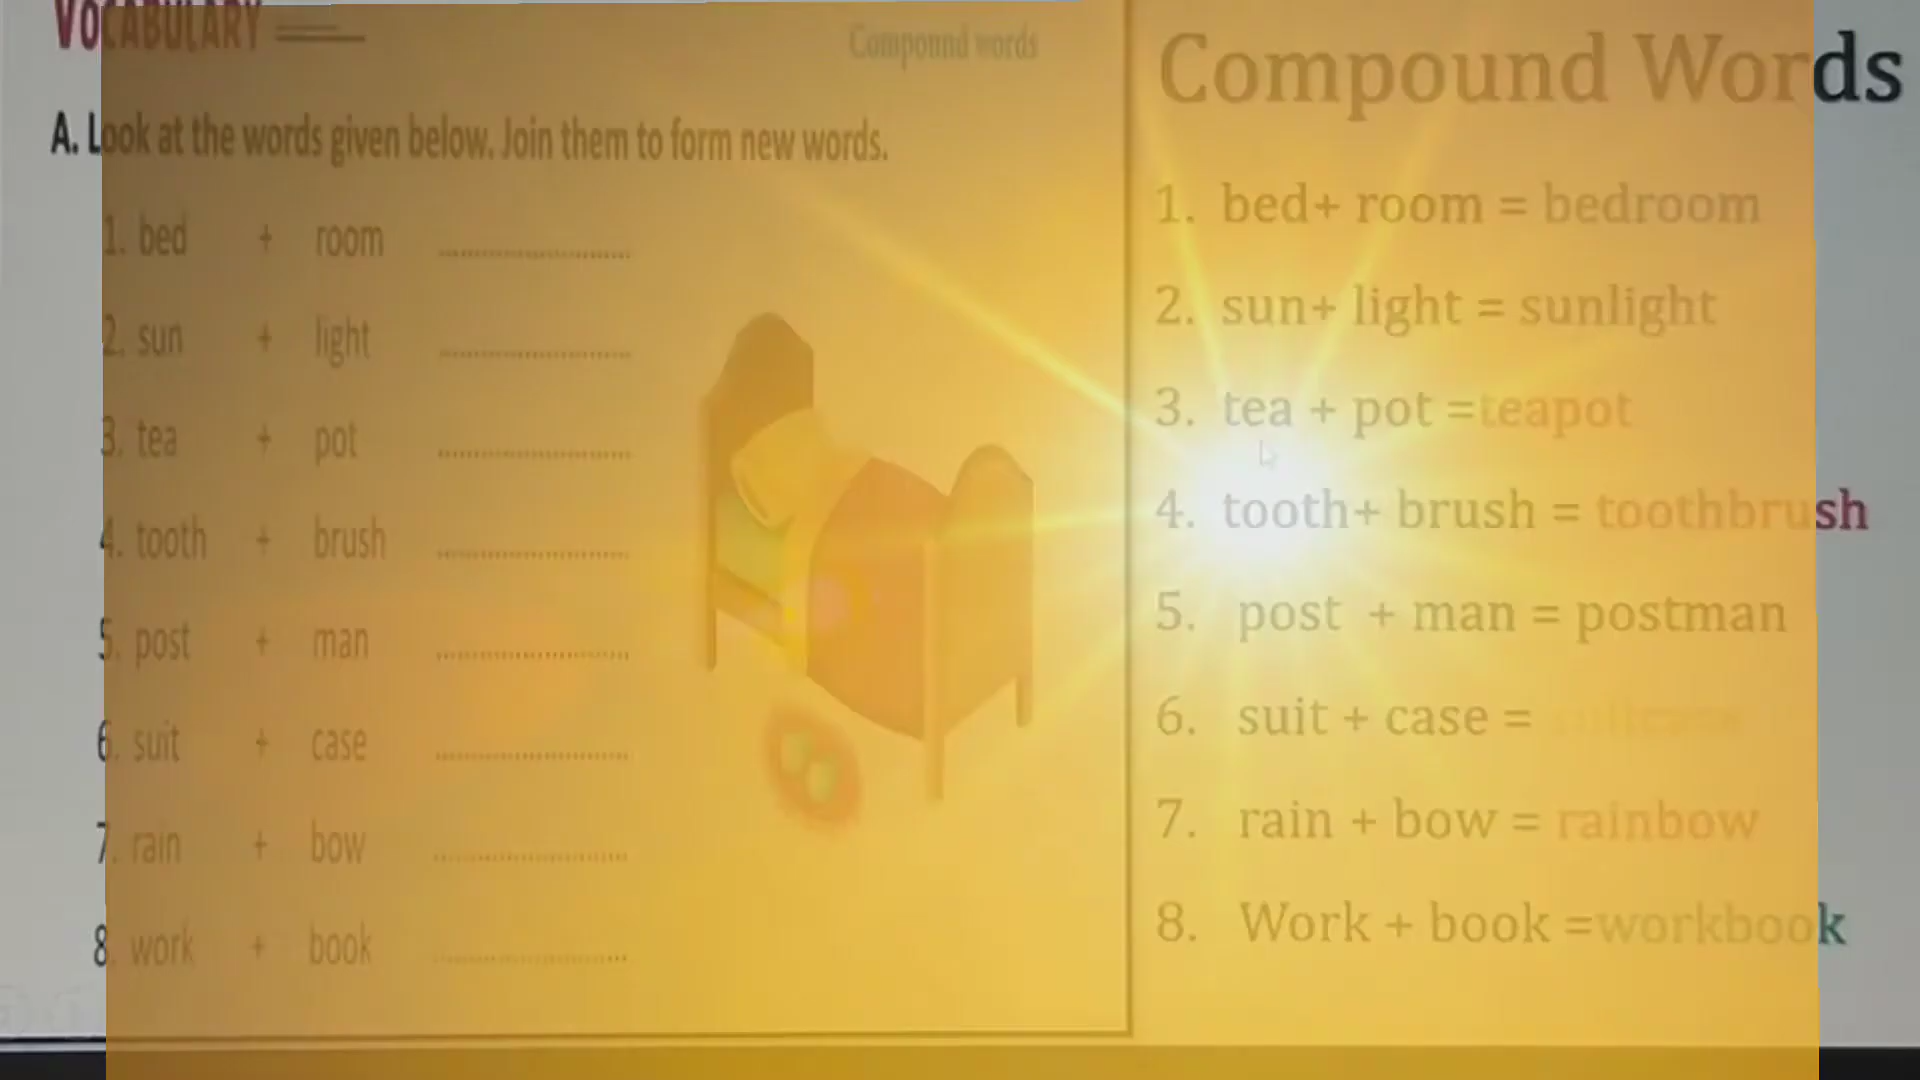 VOCABULARY
Compound words
A. Look at the words given below. Join them to form new words.
1. bed + room ........................
2. sun + light ........................
3. tea + pot ........................
4. tooth + brush ........................
5. post + man ........................
6. suit + case ........................
7. rain + bow ........................
8. work + book ........................
Compound Words
1. bed+ room = bedroom
2. sun+ light = sunlight
3. tea + pot =teapot
4. tooth+ brush = toothbrush
5. post + man = postman
6. suit + case = suitcase
7. rain + bow = rainbow
8. Work + book =workbook